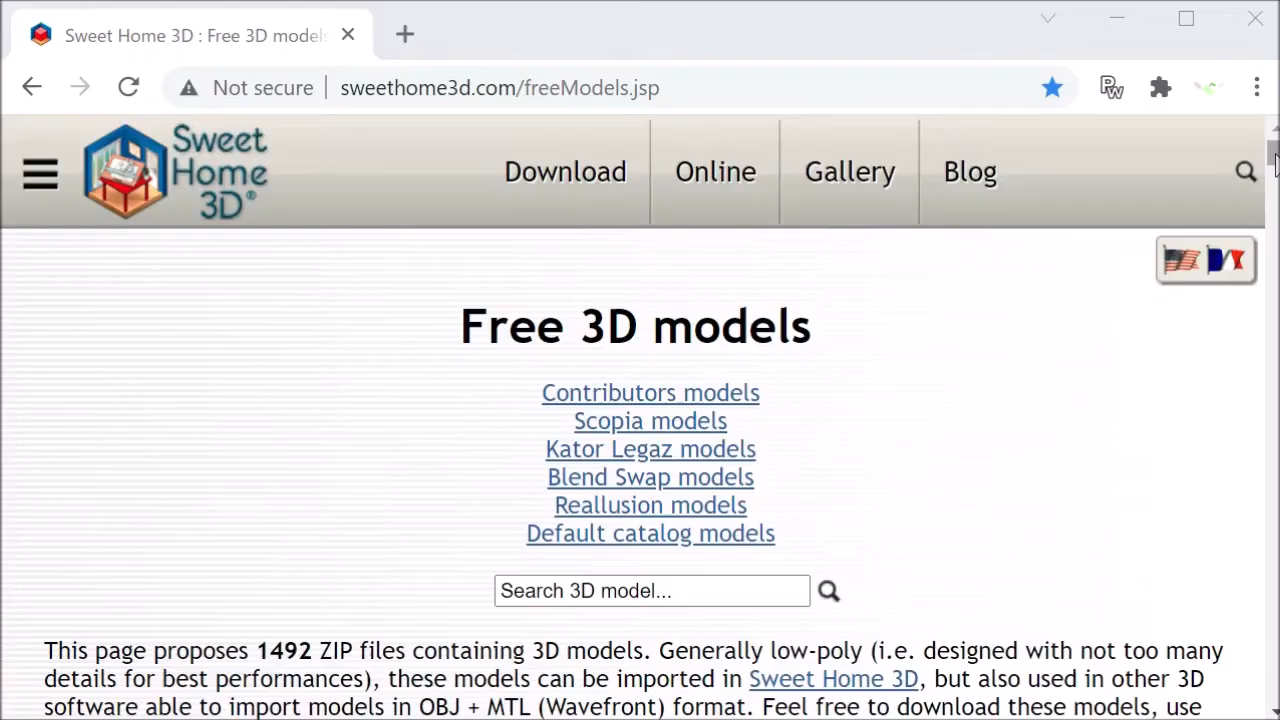 Sweet Home 3D : Free 3D models
Not secure
sweethome3d.com/freeModels.jsp
PW
Sweet
Home
3D®
Download
Online
Gallery
Blog
Free 3D models
Contributors models
Scopia models
Kator Legaz models
Blend Swap models
Reallusion models
Default catalog models
Search 3D model...
This page proposes 1492 ZIP files containing 3D models. Generally low-poly (i.e. designed with not too many
details for best performances), these models can be imported in Sweet Home 3D, but also used in other 3D
software able to import models in OBJ + MTL (Wavefront) format. Feel free to download these models, use